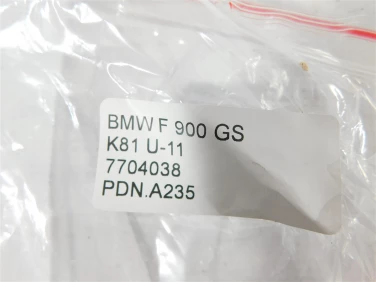 BMW F 900 GS
K81 U-11
7704038
PDN.A235